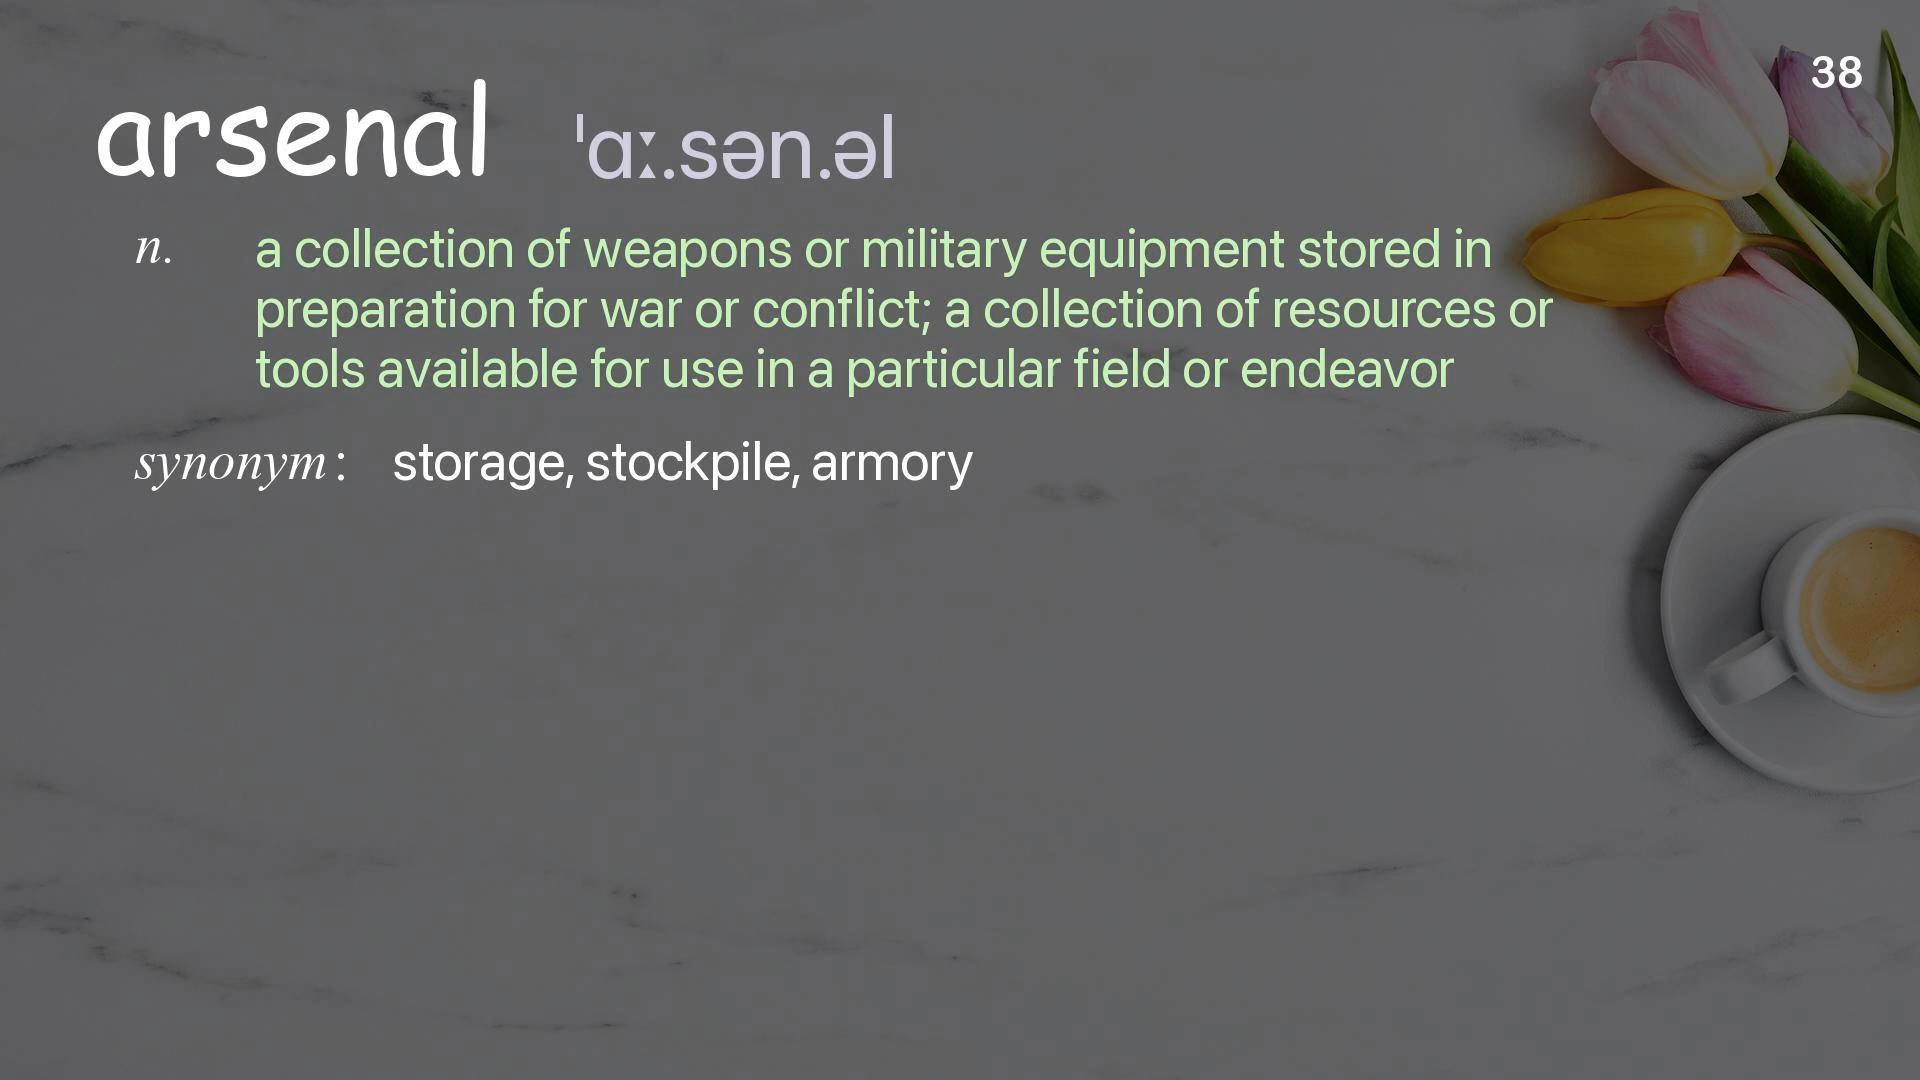 38
arsenal ˈɑː.sən.əl
n. a collection of weapons or military equipment stored in
preparation for war or conflict; a collection of resources or
tools available for use in a particular field or endeavor
synonym: storage, stockpile, armory